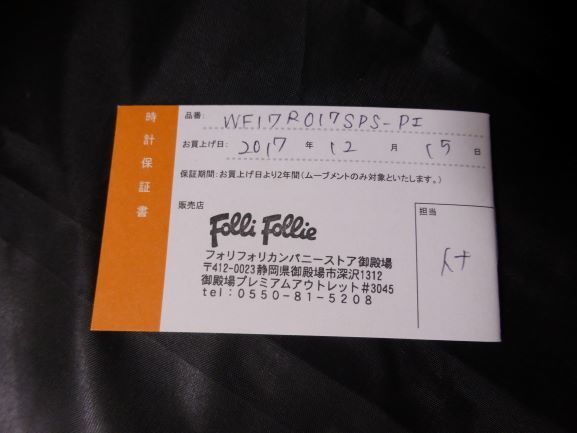 時計保証書
品番: WF17R017SPS-PI
お買上げ日: 2017 年 12 月 15 日
保証期間:お買上げ日より2年間(ムーブメントのみ対象といたします。)
販売店
Folli Follie
フォリフォリカンパニーストア御殿場
〒412-0023静岡県御殿場市深沢1312
御殿場プレミアムアウトレット#3045
tel:0550-81-5208
担当